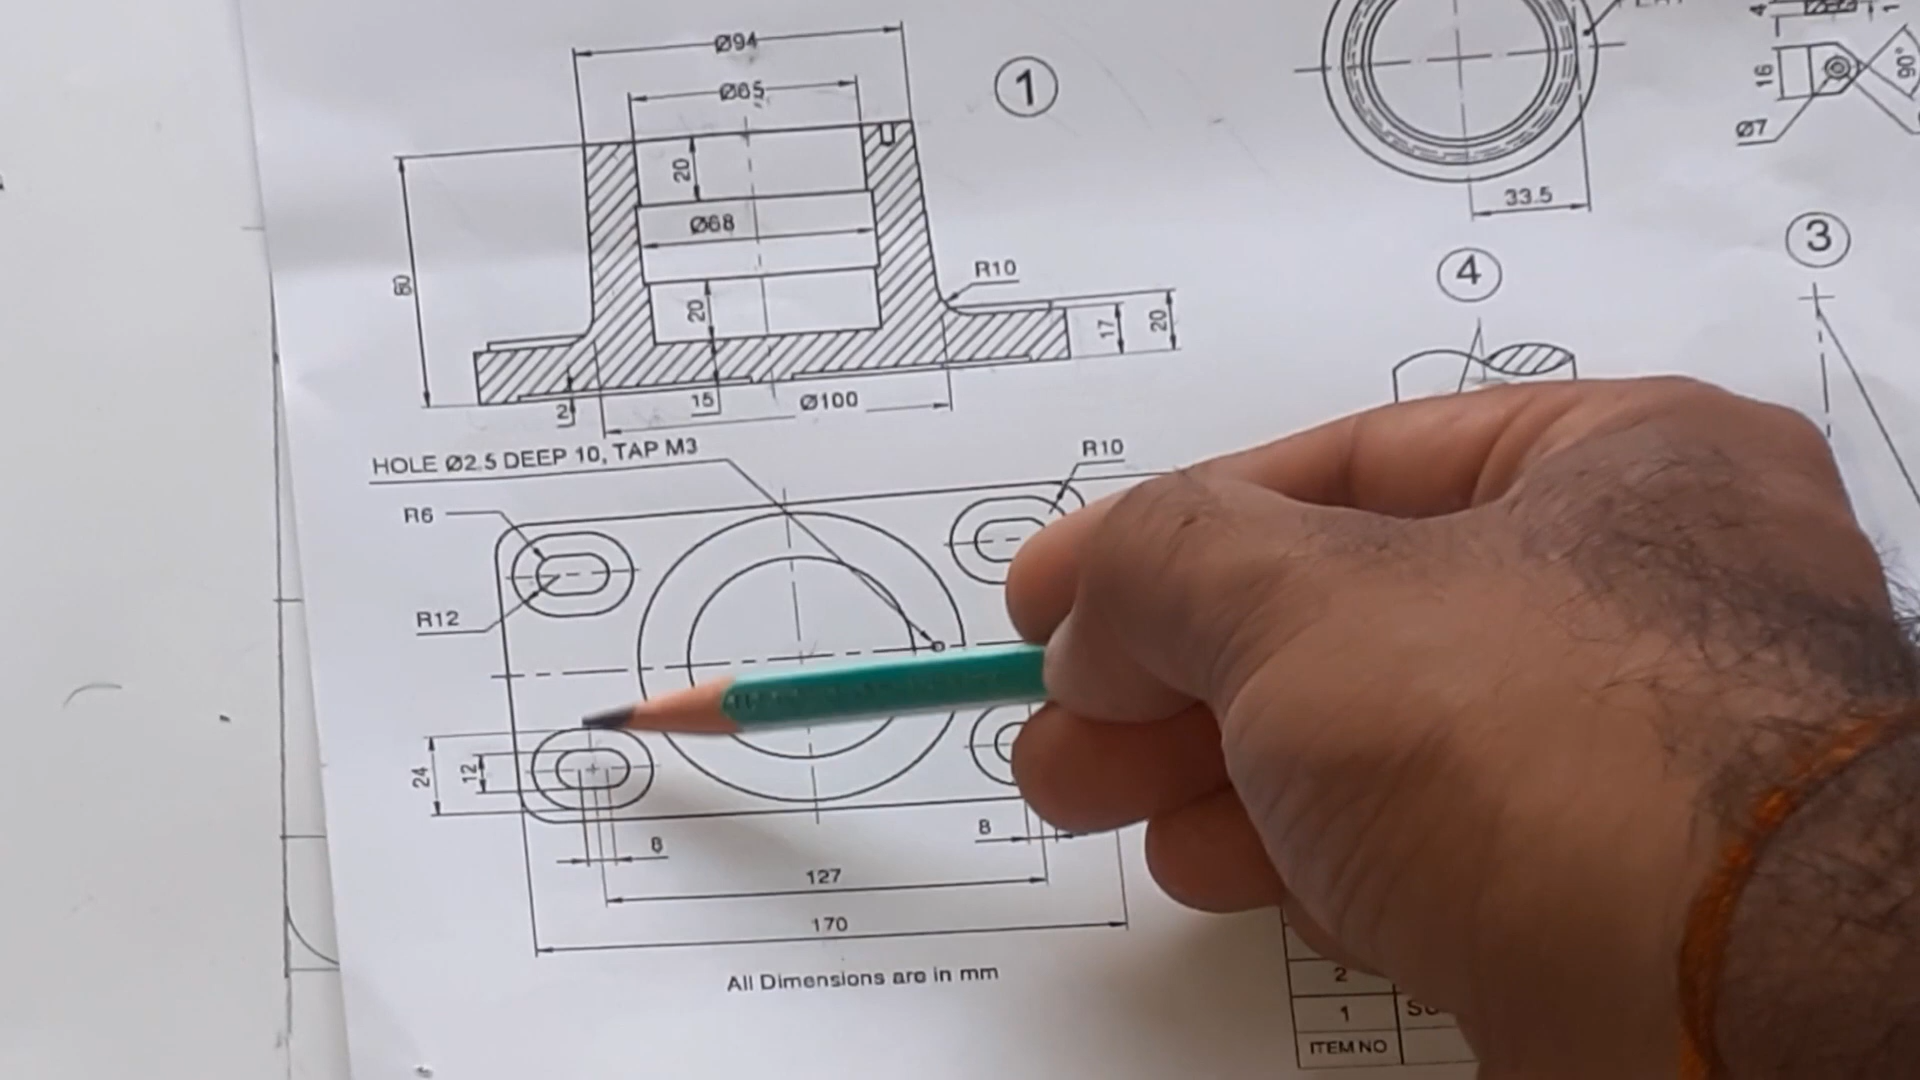 Ø94
Ø65
1
20
Ø68
80
R10
20
17
20
2
15
Ø100
HOLE Ø2.5 DEEP 10, TAP M3
R10
R6
R12
24
12
8
8
127
170
All Dimensions are in mm
33.5
4
16
90°
Ø7
4
3
2
1
ITEM NO